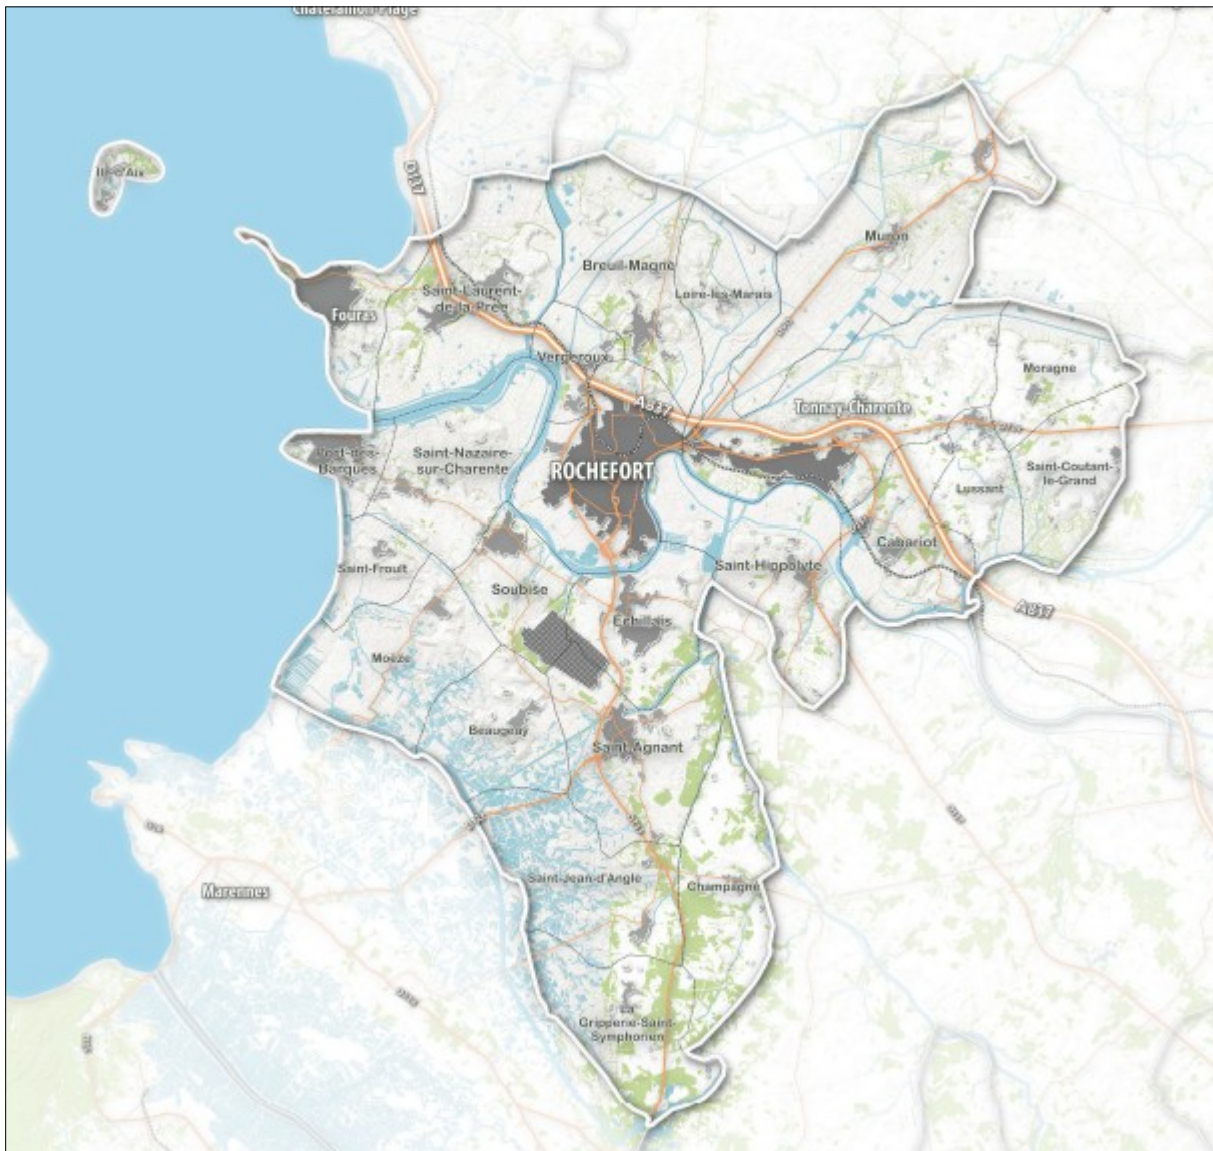 Châtelaillon-Plage
Ile-d'Aix
D137
Muron
Breuil-Magné
Loire-les-Marais
Saint-Laurent-
de-la-Prée
Fouras
Vergeroux
Moragne
A837
Tonnay-Charente
Port-des-
Barques
Saint-Nazaire-
sur-Charente
ROCHEFORT
Saint-Coutant-
le-Grand
Lussant
Cabariot
Saint-Froult
Saint-Hippolyte
Soubise
A837
Echillais
Moëze
Beaugeay
Saint-Agnant
Saint-Jean-d'Angle
Champagne
Marennes
La
Gripperie-Saint-
Symphorien